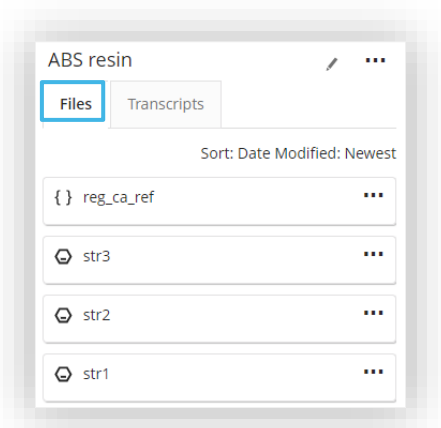 ABS resin
Files Transcripts
Sort: Date Modified: Newest
{ } reg_ca_ref
str3
str2
str1